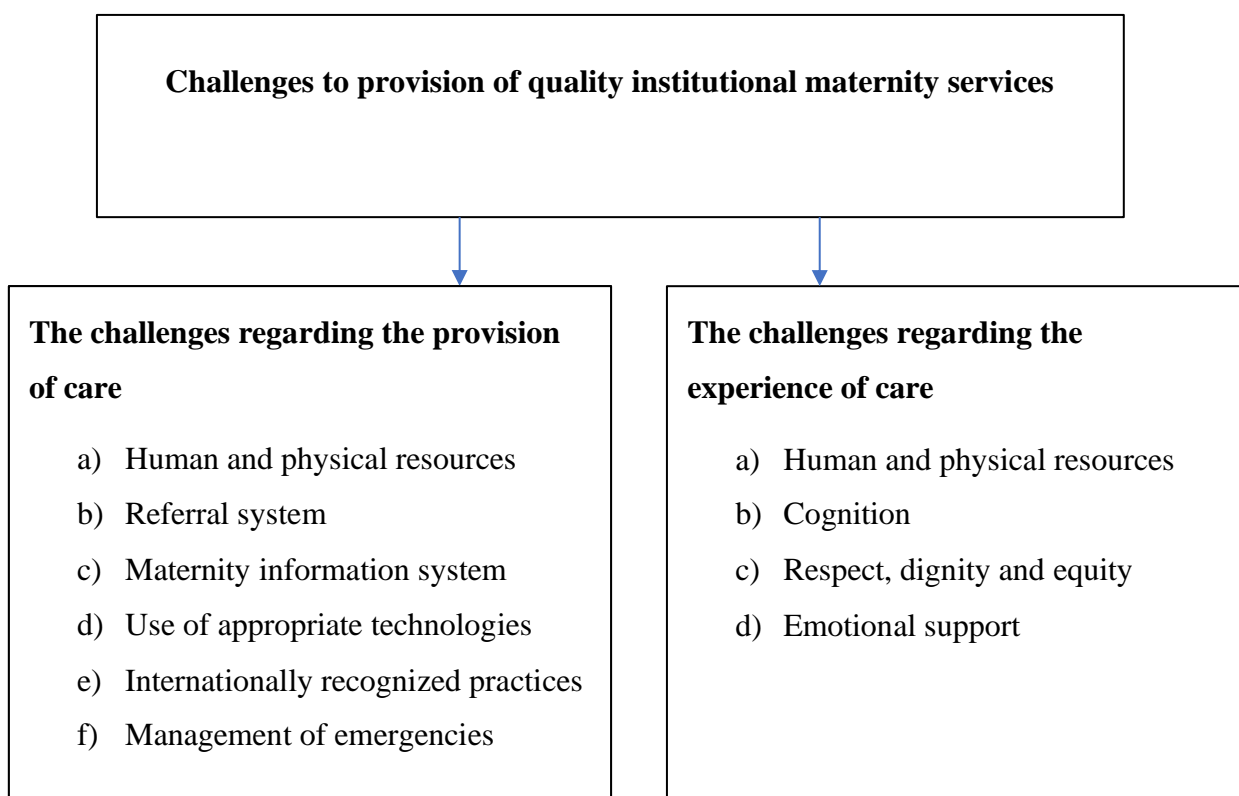 Challenges to provision of quality institutional maternity services
The challenges regarding the provision
of care
a) Human and physical resources
b) Referral system
c) Maternity information system
d) Use of appropriate technologies
e) Internationally recognized practices
f) Management of emergencies
The challenges regarding the
experience of care
a) Human and physical resources
b) Cognition
c) Respect, dignity and equity
d) Emotional support